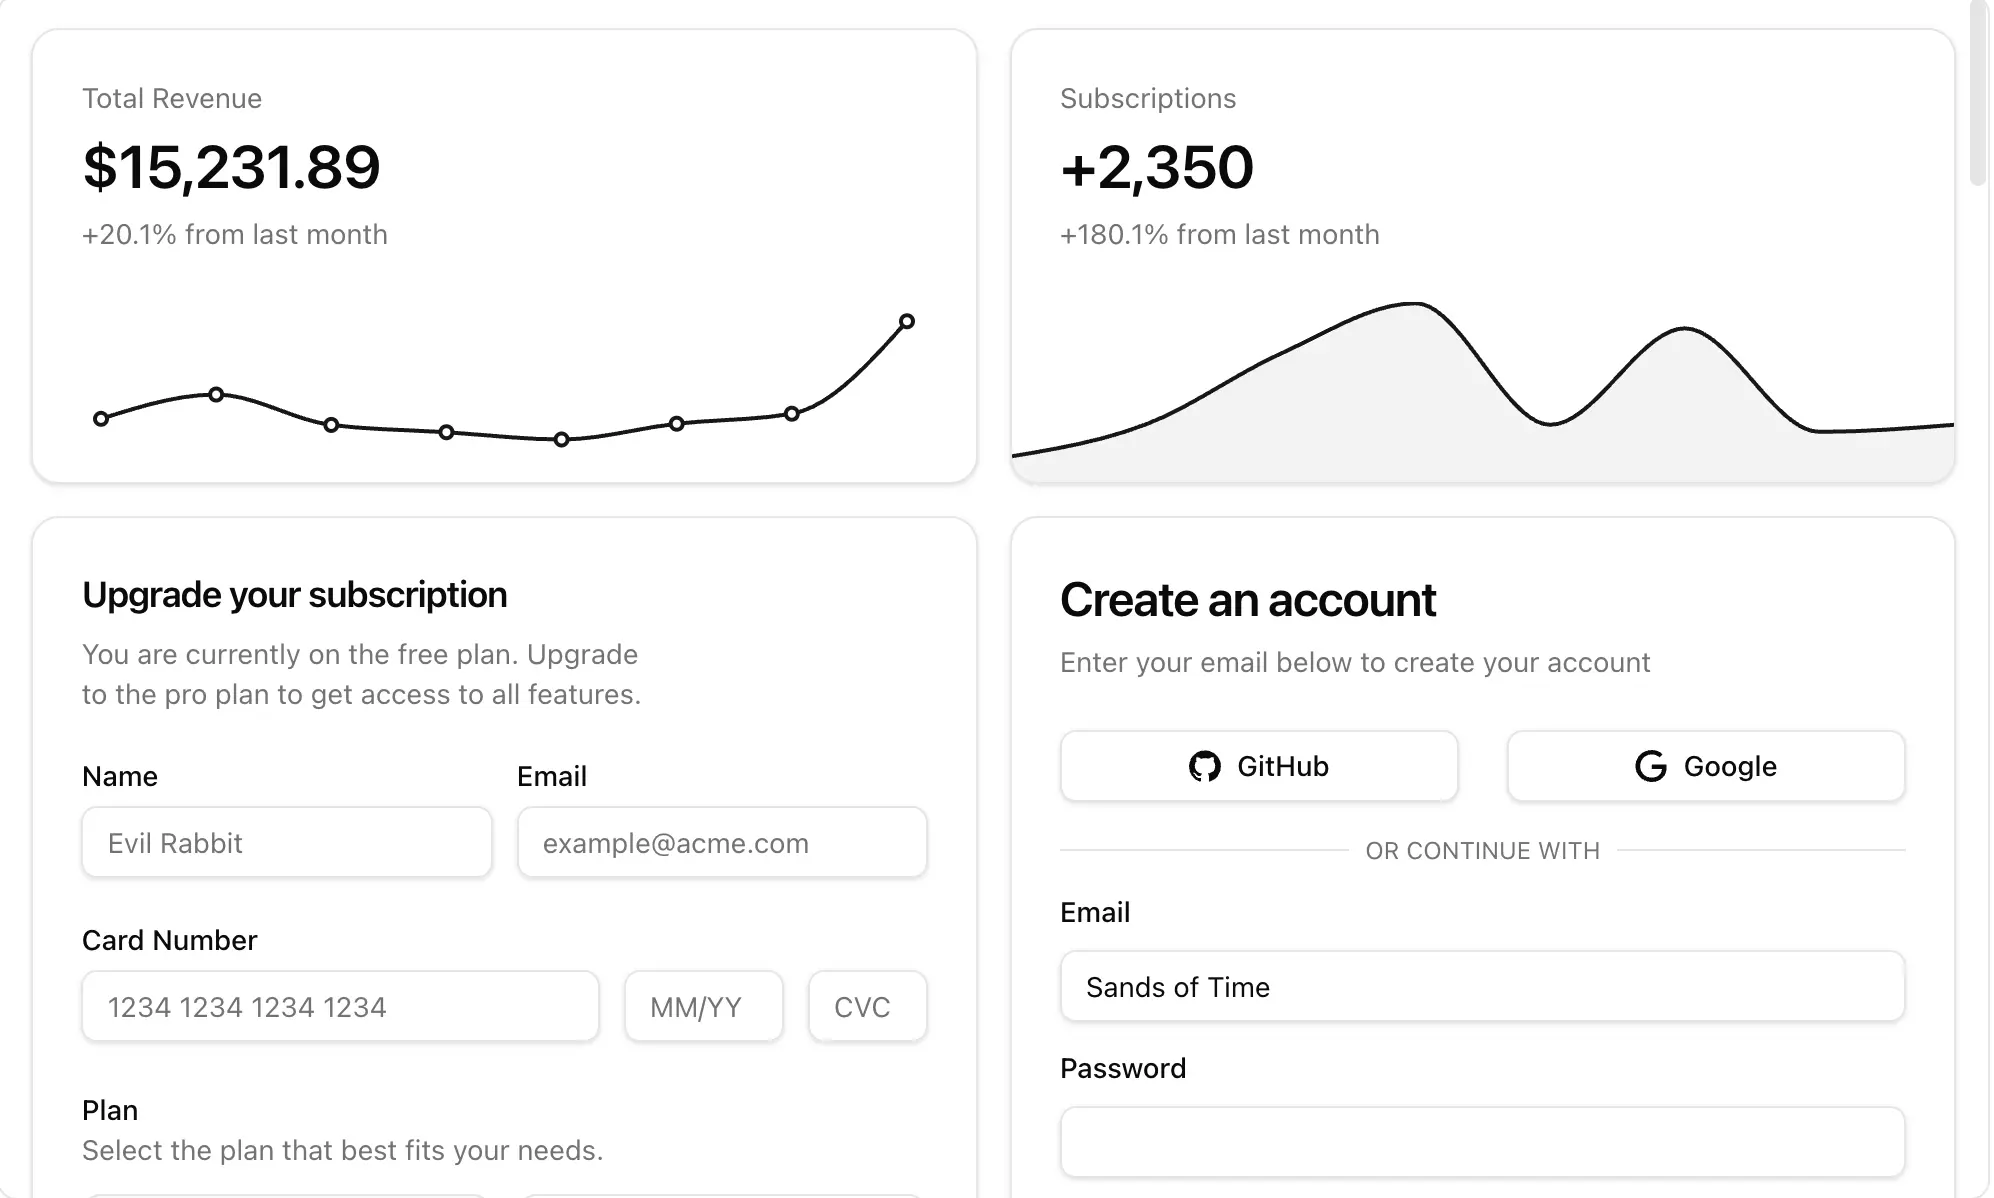 Total Revenue
$15,231.89
+20.1% from last month
Subscriptions
+2,350
+180.1% from last month
Upgrade your subscription
You are currently on the free plan. Upgrade
to the pro plan to get access to all features.
Name
Email
Evil Rabbit
example@acme.com
Card Number
1234 1234 1234 1234
MM/YY
CVC
Plan
Select the plan that best fits your needs.
Create an account
Enter your email below to create your account
GitHub
Google
OR CONTINUE WITH
Email
Sands of Time
Password